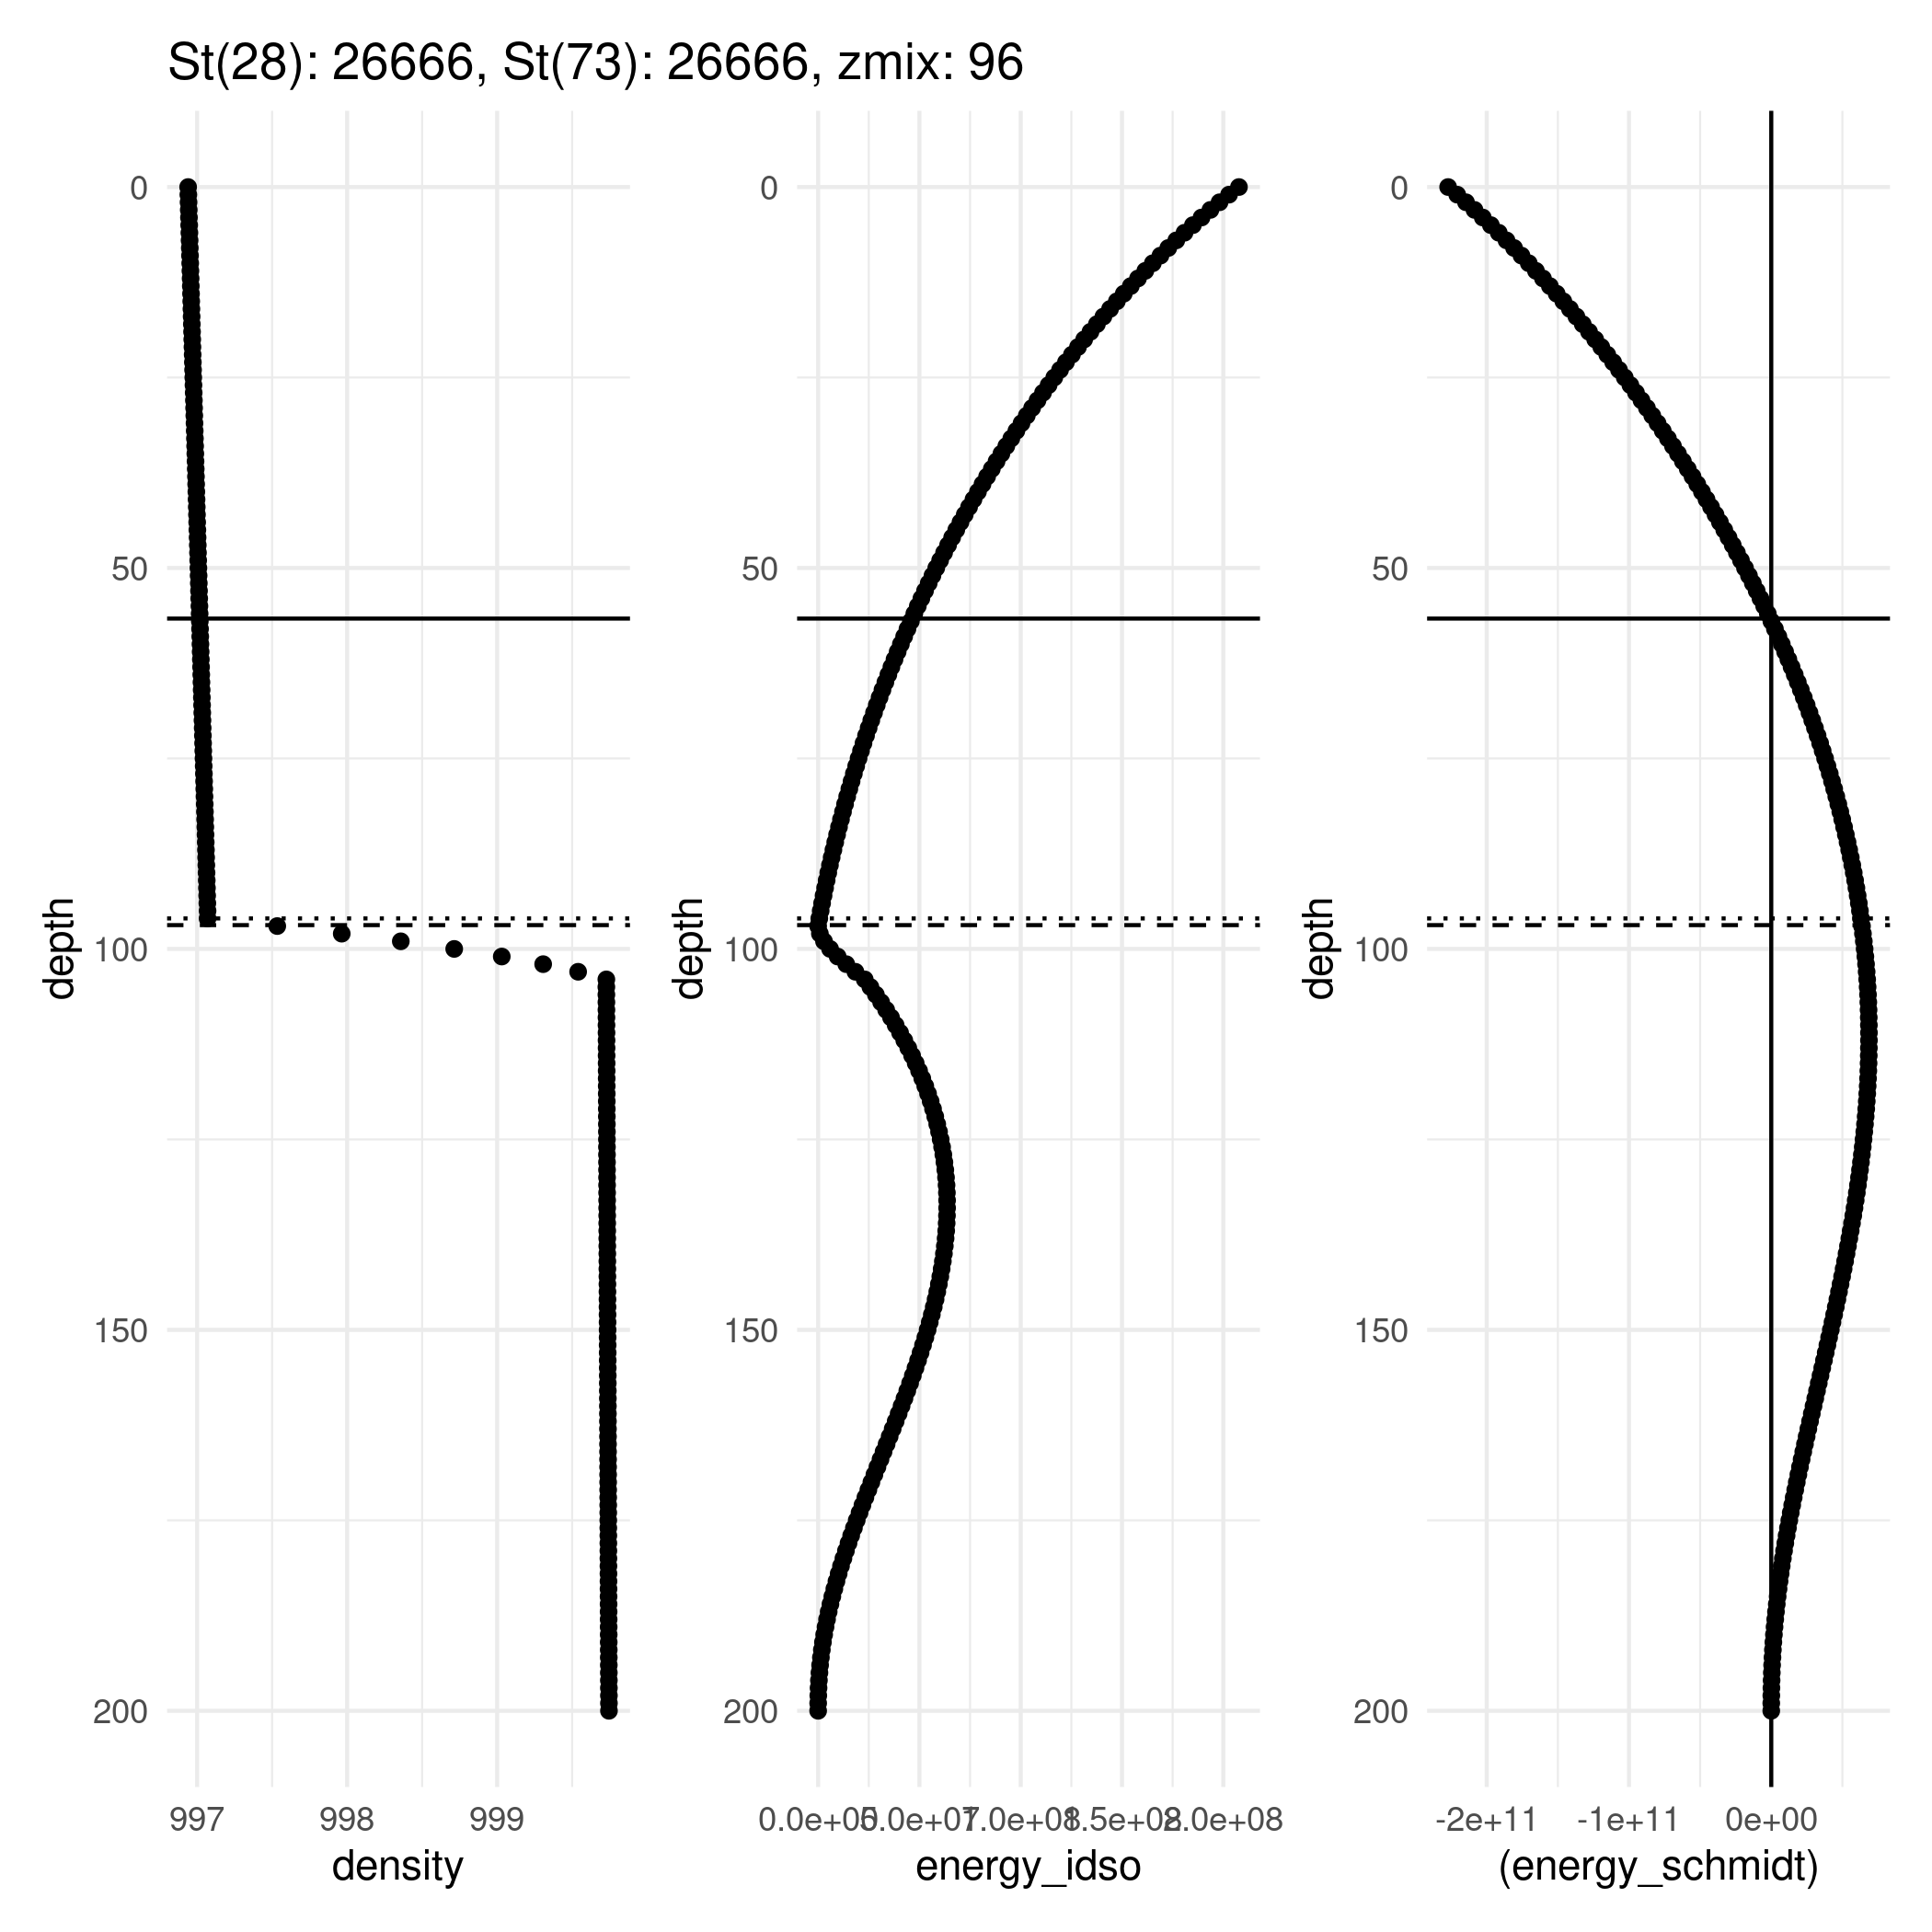 St(28): 26666, St(73): 26666, zmix: 96
0
50
100
150
200
depth
997 998 999
density
0
50
100
150
200
depth
0.0e+00 5.0e+07 1.0e+08 1.5e+08 2.0e+08
energy_idso
0
50
100
150
200
depth
-2e+11 -1e+11 0e+00
(energy_schmidt)